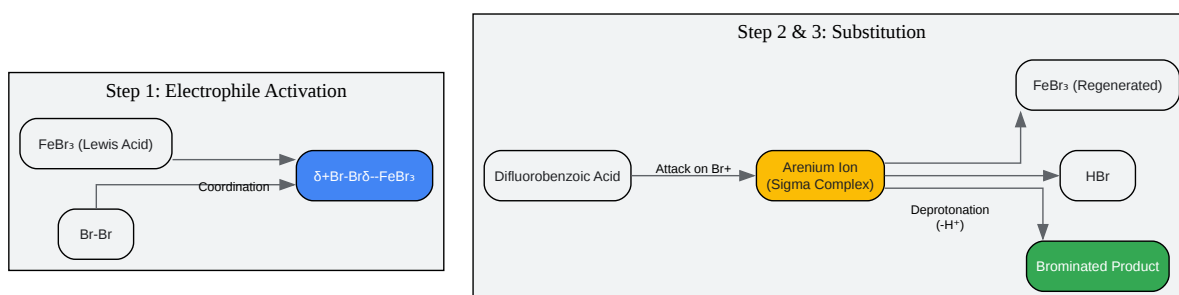 Step 1: Electrophile Activation
FeBr₃ (Lewis Acid)
Br-Br
Coordination
δ+Br-Brδ--FeBr₃
Step 2 & 3: Substitution
Difluorobenzoic Acid
Attack on Br+
Arenium Ion
(Sigma Complex)
FeBr₃ (Regenerated)
HBr
Deprotonation
(-H⁺)
Brominated Product